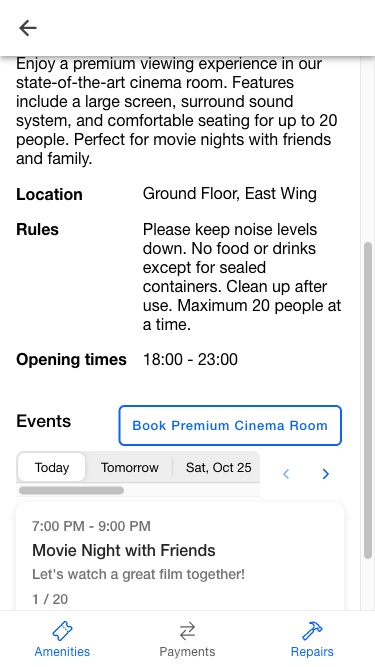 Enjoy a premium viewing experience in our
state-of-the-art cinema room. Features
include a large screen, surround sound
system, and comfortable seating for up to 20
people. Perfect for movie nights with friends
and family.
Location
Ground Floor, East Wing
Rules
Please keep noise levels
down. No food or drinks
except for sealed
containers. Clean up after
use. Maximum 20 people at
a time.
Opening times
18:00 - 23:00
Events
Book Premium Cinema Room
Today
Tomorrow
Sat, Oct 25
7:00 PM - 9:00 PM
Movie Night with Friends
Let's watch a great film together!
1 / 20
Amenities
Payments
Repairs